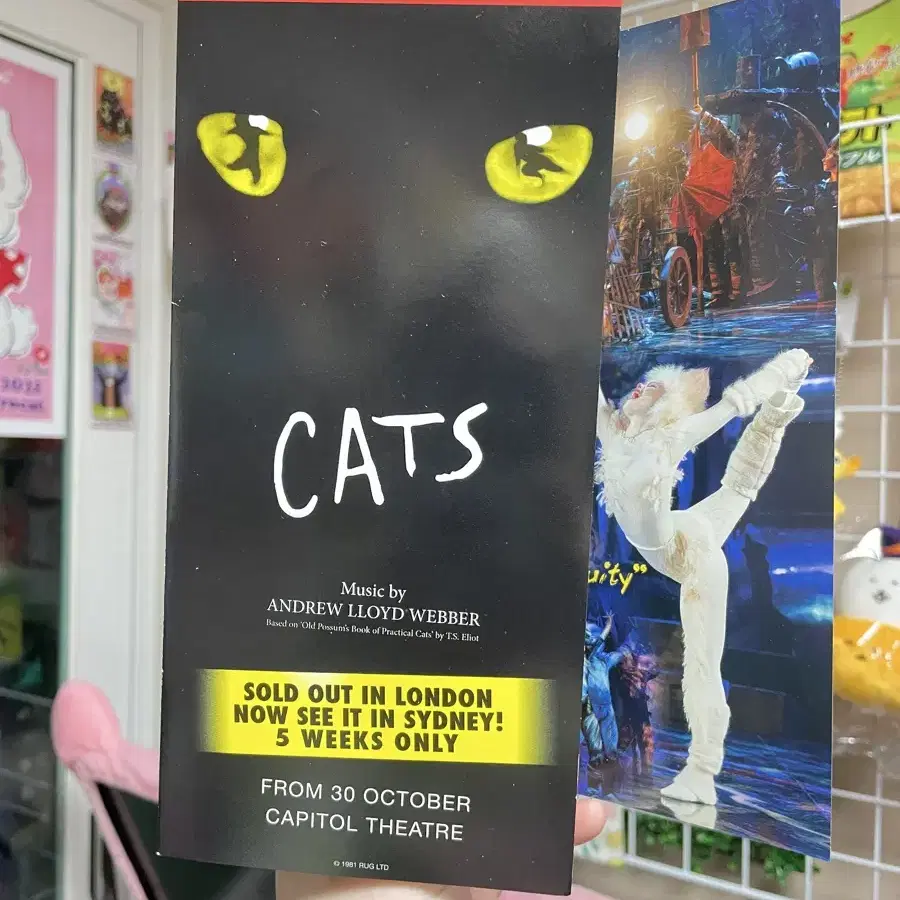 CATS
Music by
ANDREW LLOYD WEBBER
Based on 'Old Possum's Book of Practical Cats' by T.S. Eliot
SOLD OUT IN LONDON
NOW SEE IT IN SYDNEY!
5 WEEKS ONLY
FROM 30 OCTOBER
CAPITOL THEATRE
© 1981 RUG LTD
uity"